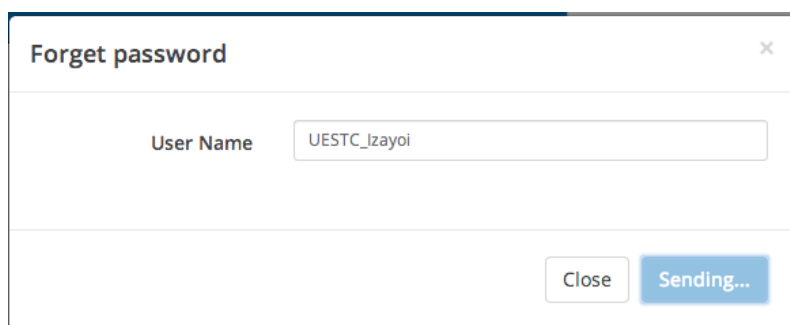 Forget password
×
User Name UESTC_Izayoi
Close Sending...